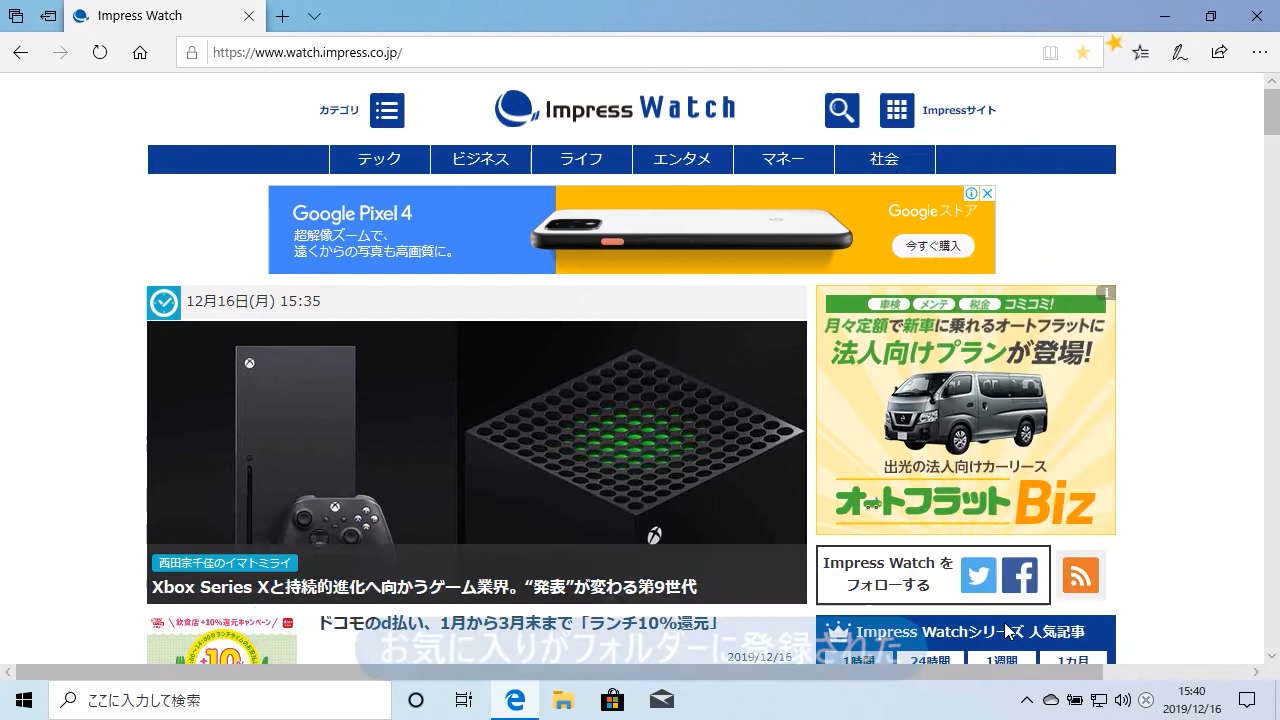 Impress Watch
https://www.watch.impress.co.jp/
カテゴリ
Impress Watch
Impressサイト
テック ビジネス ライフ エンタメ マネー 社会
Google Pixel 4
超解像ズームで、
遠くからの写真も高画質に。
Googleストア
今すぐ購入
12月16日(月) 15:35
西田宗千佳のイマトミライ
Xbox Series Xと持続的進化へ向かうゲーム業界。“発表”が変わる第9世代
車検 メンテ 税金 コミコミ!
月々定額で新車に乗れるオートフラットに
法人向けプランが登場!
出光の法人向けカーリース
オートフラットBiz
Impress Watch を
フォローする
飲食店+10%還元キャンペーン
+10%
ドコモのd払い、1月から3月末まで「ランチ10%還元」
2019/12/16
Impress Watchシリーズ 人気記事
1時間 24時間 1週間 1カ月
お気に入りがフォルダーに登録された
ここに入力して検索
15:40
2019/12/16